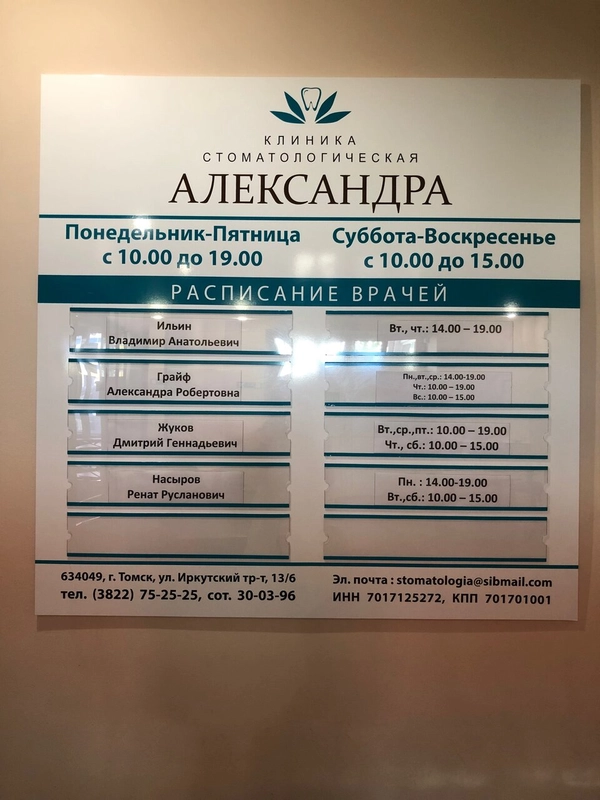 КЛИНИКА
СТОМАТОЛОГИЧЕСКАЯ
АЛЕКСАНДРА
Понедельник-Пятница
с 10.00 до 19.00
Суббота-Воскресенье
с 10.00 до 15.00
РАСПИСАНИЕ ВРАЧЕЙ
Ильин
Владимир Анатольевич
Вт., чт.: 14.00 – 19.00
Грайф
Александра Робертовна
Пн.,вт.,ср.: 14.00-19.00
Чт.: 10.00 – 19.00
Вс.: 10.00 – 15.00
Жуков
Дмитрий Геннадьевич
Вт.,ср.,пт.: 10.00 – 19.00
Чт., сб.: 10.00 – 15.00
Насыров
Ренат Русланович
Пн. : 14.00-19.00
Вт.,сб.: 10.00 – 15.00
634049, г. Томск, ул. Иркутский тр-т, 13/6
тел. (3822) 75-25-25, сот. 30-03-96
Эл. почта : stomatologia@sibmail.com
ИНН 7017125272, КПП 701701001